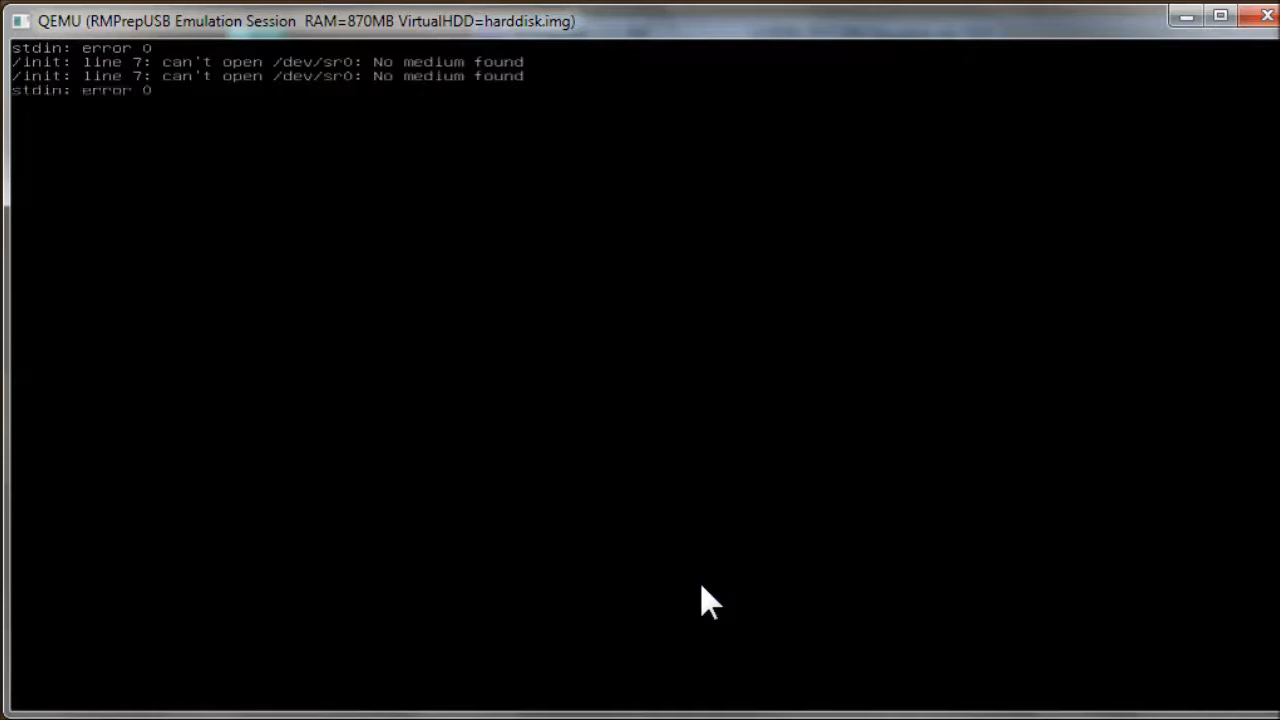 QEMU (RMPrepUSB Emulation Session  RAM=870MB VirtualHDD=harddisk.img)
stdin: error 0
/init: line 7: can't open /dev/sr0: No medium found
/init: line 7: can't open /dev/sr0: No medium found
stdin: error 0